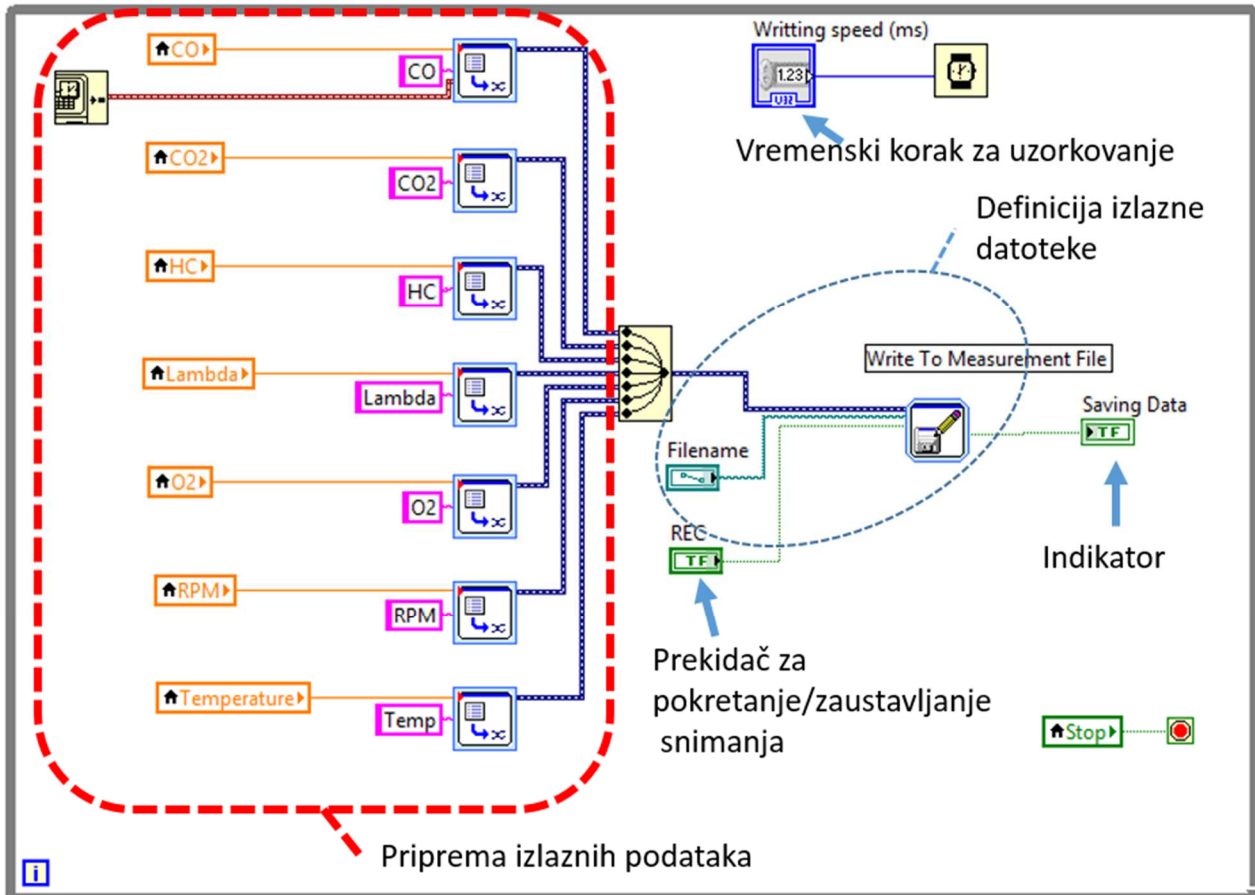 CO
CO
CO2
CO2
HC
HC
Lambda
Lambda
O2
O2
RPM
RPM
Temperature
Temp
Priprema izlaznih podataka
i
Writting speed (ms)
1.23
U32
Vremenski korak za uzorkovanje
Definicija izlazne
datoteke
Write To Measurement File
Filename
REC
TF
Saving Data
TF
Indikator
Prekidač za
pokretanje/zaustavljanje
snimanja
Stop